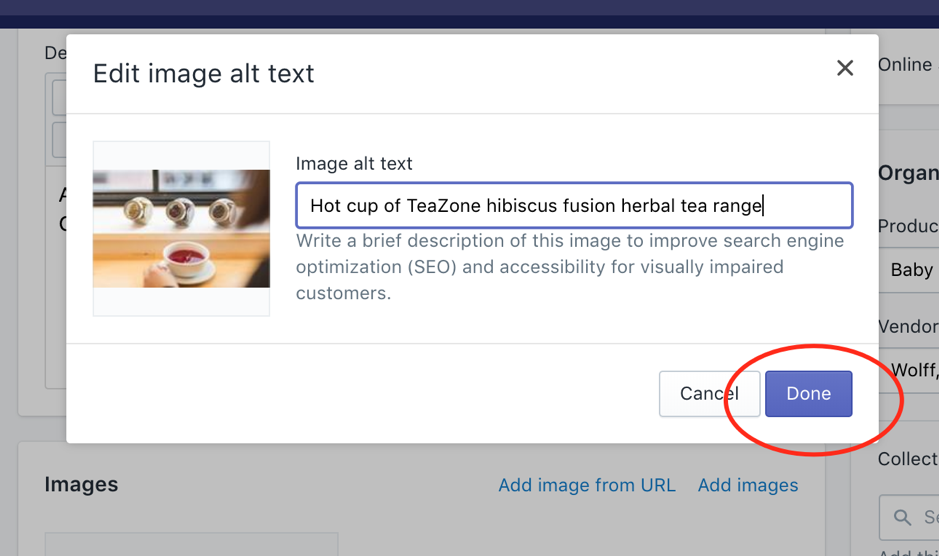 De
Online
Edit image alt text
Image alt text
Hot cup of TeaZone hibiscus fusion herbal tea range
Write a brief description of this image to improve search engine
optimization (SEO) and accessibility for visually impaired
customers.
Organ
Produc
Baby
Vendor
Wolff,
Cancel
Done
Collect
Images
Add image from URL
Add images
Se